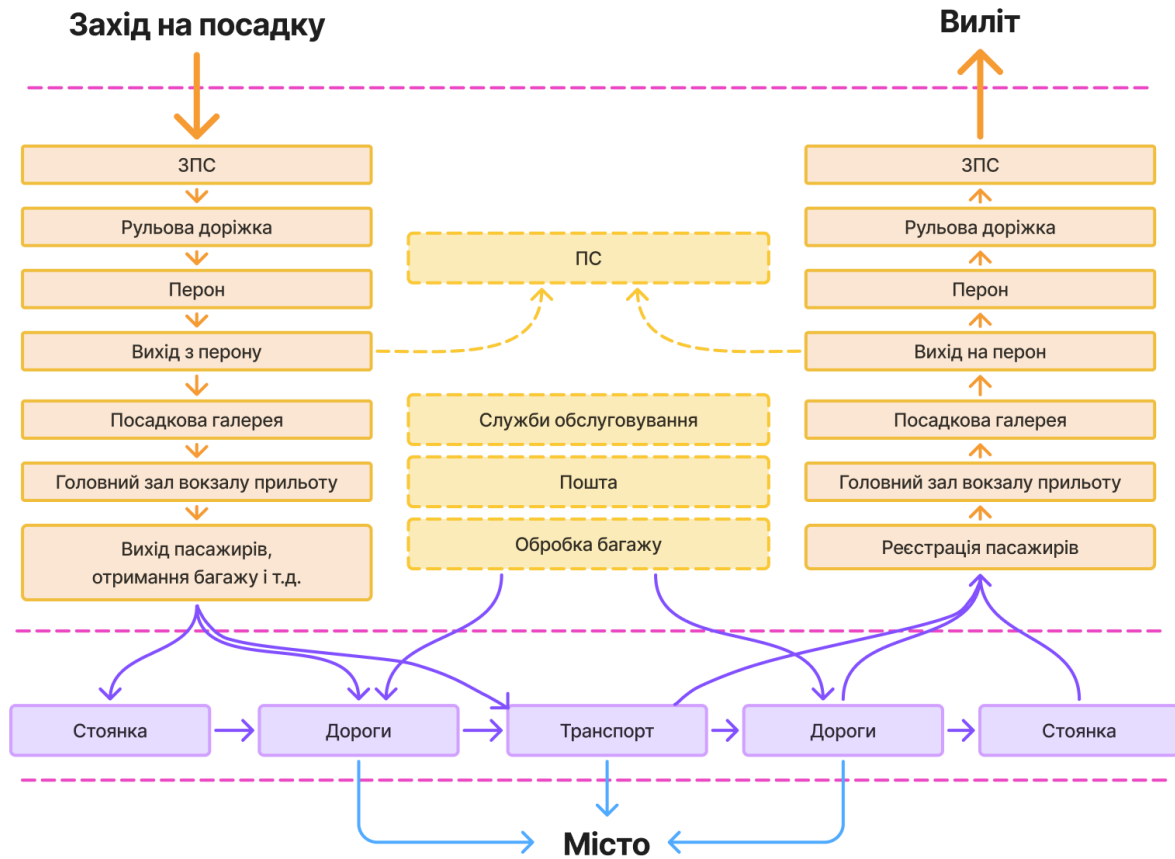 Захід на посадку
Виліт
ЗПС
Рульова доріжка
Перон
Вихід з перону
Посадкова галерея
Головний зал вокзалу прильоту
Вихід пасажирів,
отримання багажу і т.д.
ПС
Служби обслуговування
Пошта
Обробка багажу
ЗПС
Рульова доріжка
Перон
Вихід на перон
Посадкова галерея
Головний зал вокзалу прильоту
Реєстрація пасажирів
Стоянка
Дороги
Транспорт
Дороги
Стоянка
Місто